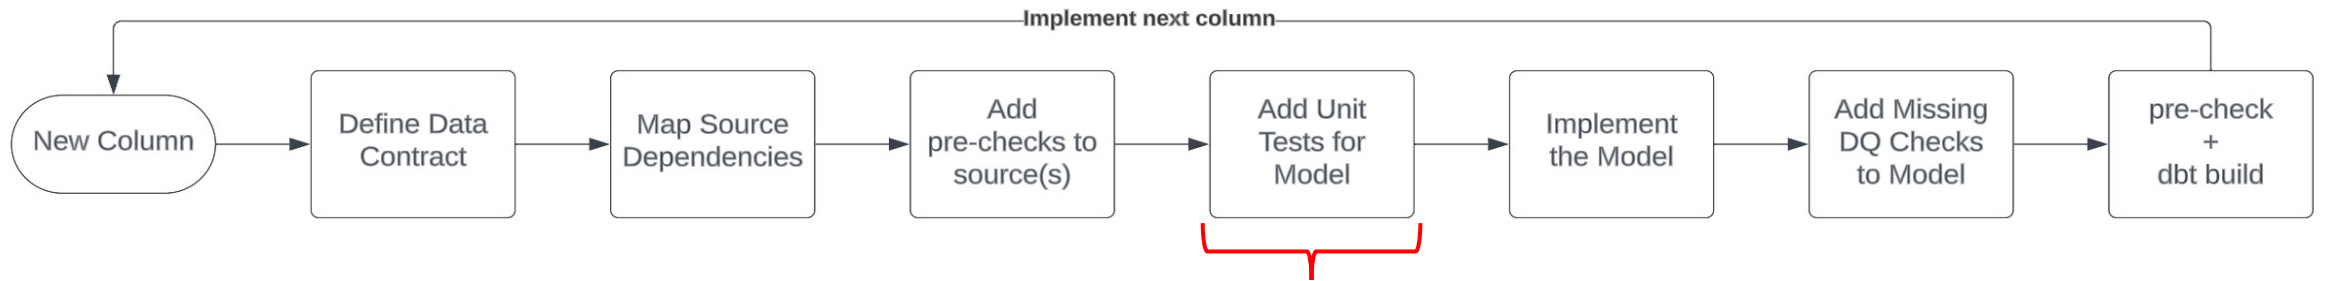 Implement next column
New Column
Define Data
Contract
Map Source
Dependencies
Add
pre-checks to
source(s)
Add Unit
Tests for
Model
Implement
the Model
Add Missing
DQ Checks
to Model
pre-check
+
dbt build